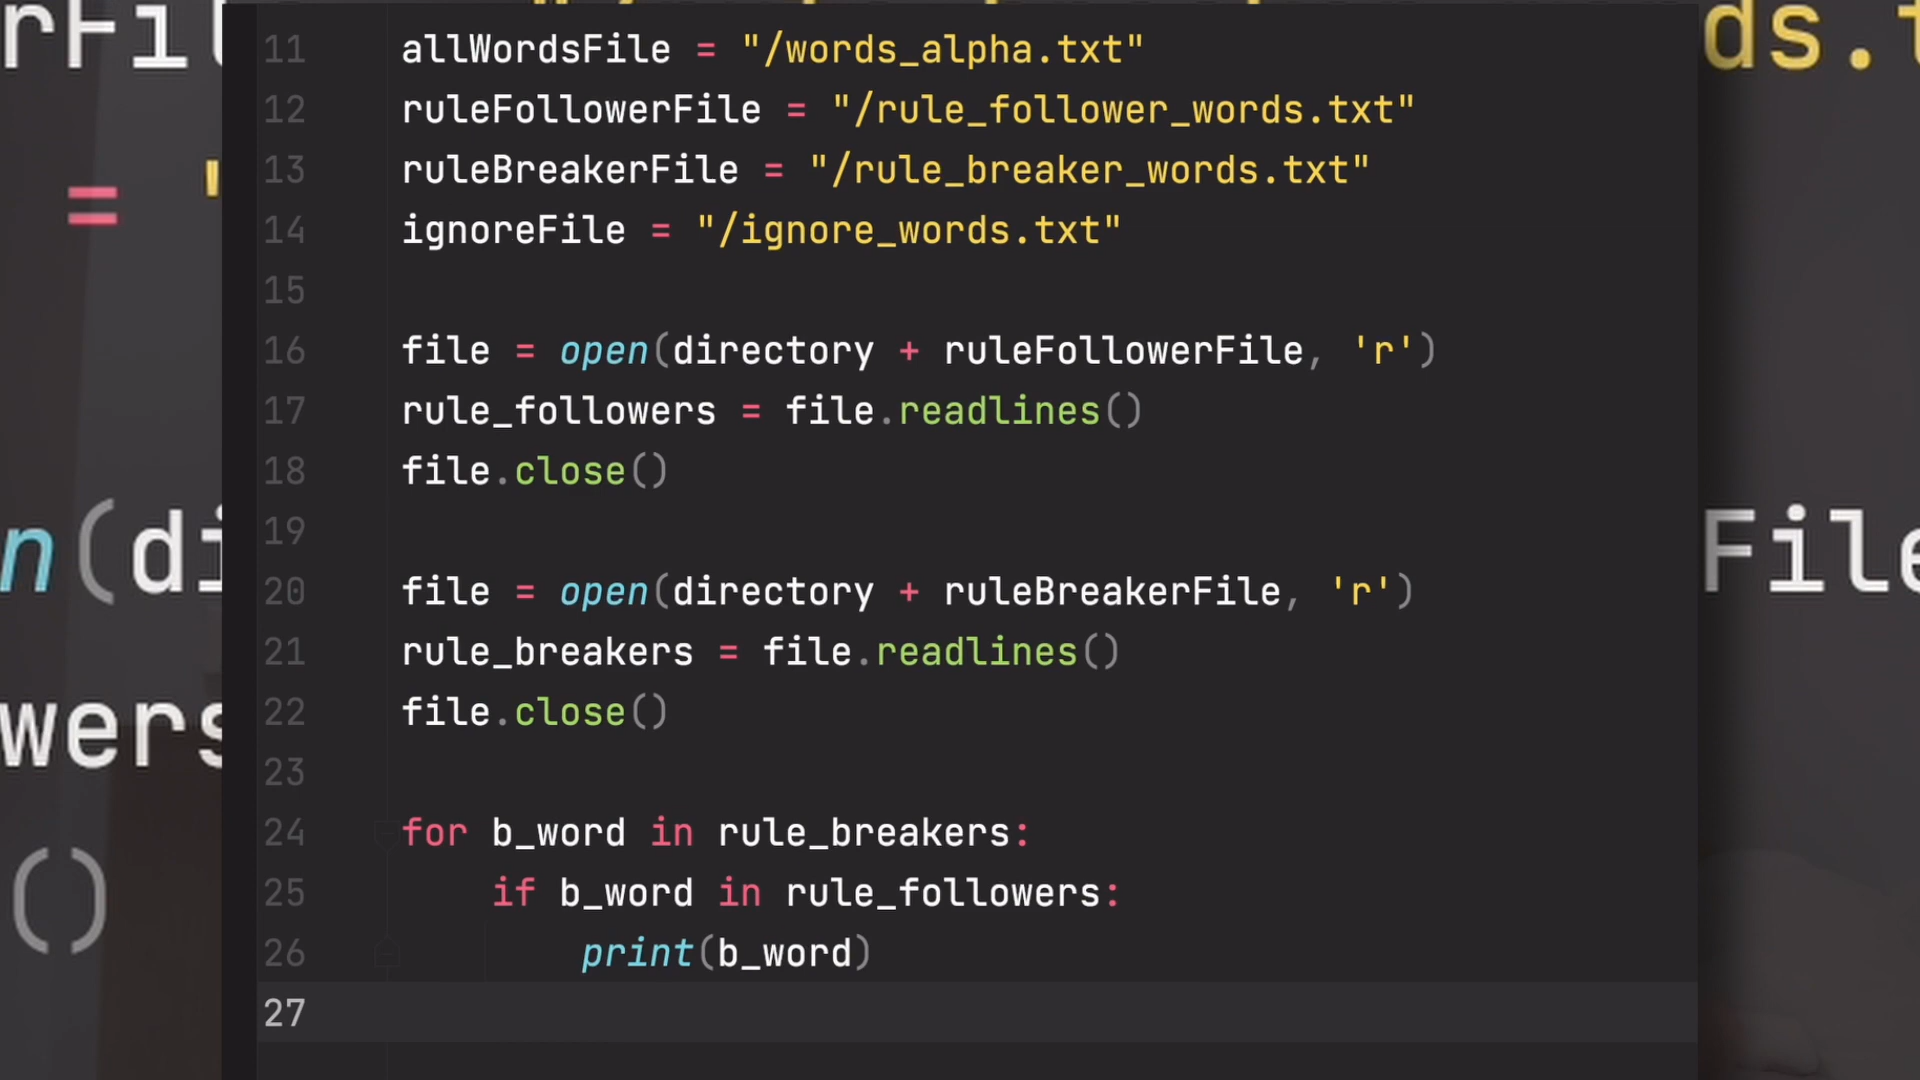 11 allWordsFile = "/words_alpha.txt"
12 ruleFollowerFile = "/rule_follower_words.txt"
13 ruleBreakerFile = "/rule_breaker_words.txt"
14 ignoreFile = "/ignore_words.txt"
15
16 file = open(directory + ruleFollowerFile, 'r')
17 rule_followers = file.readlines()
18 file.close()
19
20 file = open(directory + ruleBreakerFile, 'r')
21 rule_breakers = file.readlines()
22 file.close()
23
24 for b_word in rule_breakers:
25     if b_word in rule_followers:
26         print(b_word)
27